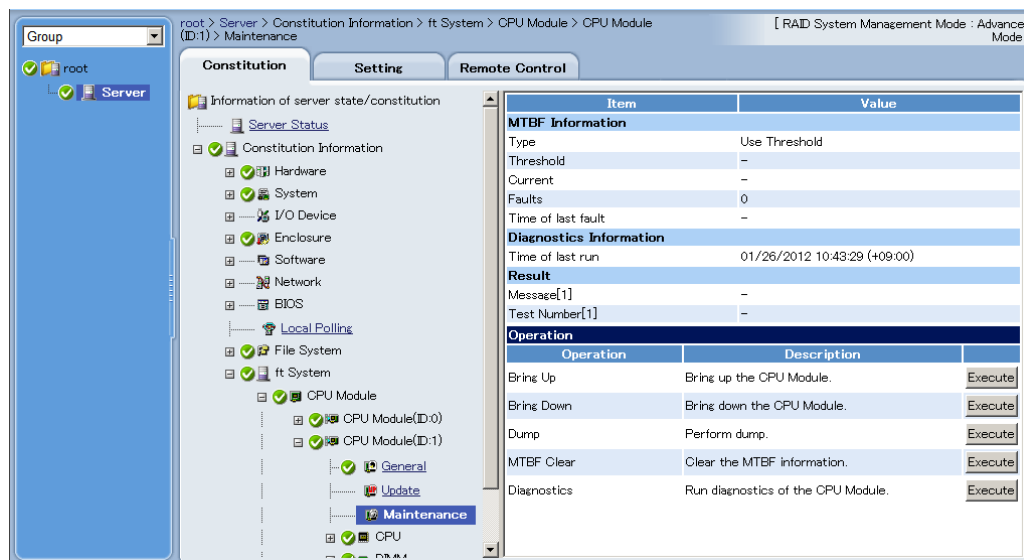 Group
root
Server
root > Server > Constitution Information > ft System > CPU Module > CPU Module
(ID:1) > Maintenance
[ RAID System Management Mode : Advance
Mode
Constitution
Setting
Remote Control
Information of server state/constitution
Server Status
Constitution Information
Hardware
System
I/O Device
Enclosure
Software
Network
BIOS
Local Polling
File System
ft System
CPU Module
CPU Module(ID:0)
CPU Module(ID:1)
General
Update
Maintenance
CPU
DIMM
Item Value
MTBF Information
Type Use Threshold
Threshold -
Current -
Faults 0
Time of last fault -
Diagnostics Information
Time of last run 01/26/2012 10:43:29 (+09:00)
Result
Message[1] -
Test Number[1] -
Operation
Operation Description
Bring Up Bring up the CPU Module. Execute
Bring Down Bring down the CPU Module. Execute
Dump Perform dump. Execute
MTBF Clear Clear the MTBF information. Execute
Diagnostics Run diagnostics of the CPU Module. Execute